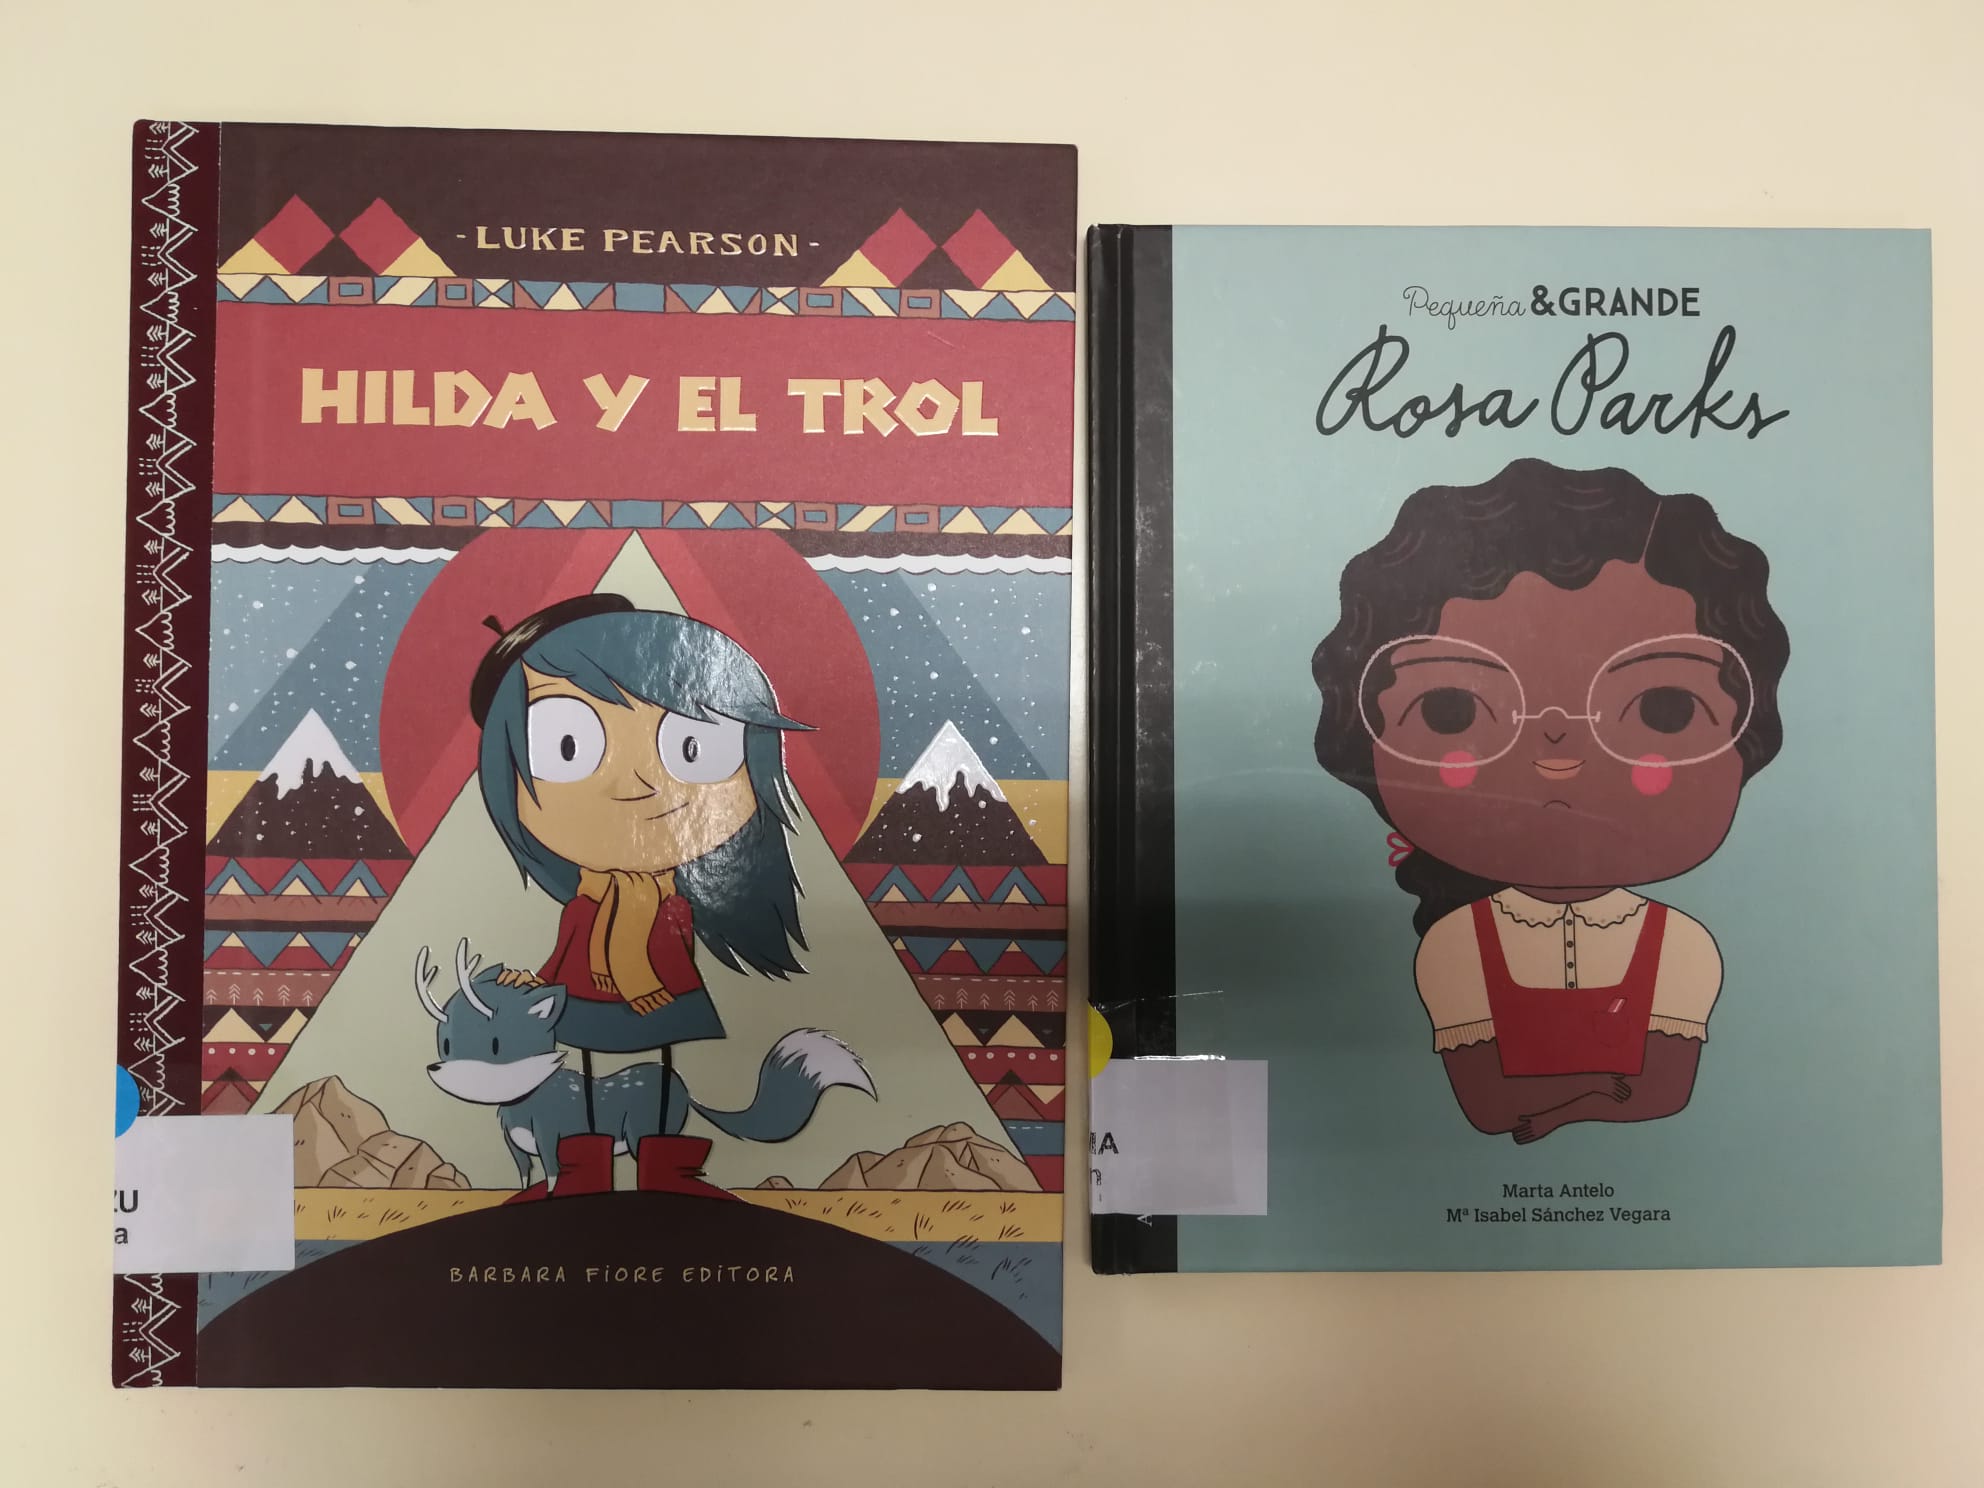 -LUKE PEARSON-
HILDA Y EL TROL
BARBARA FIORE EDITORA
Pequeña &GRANDE
Rosa Parks
Marta Antelo
Mª Isabel Sánchez Vegara